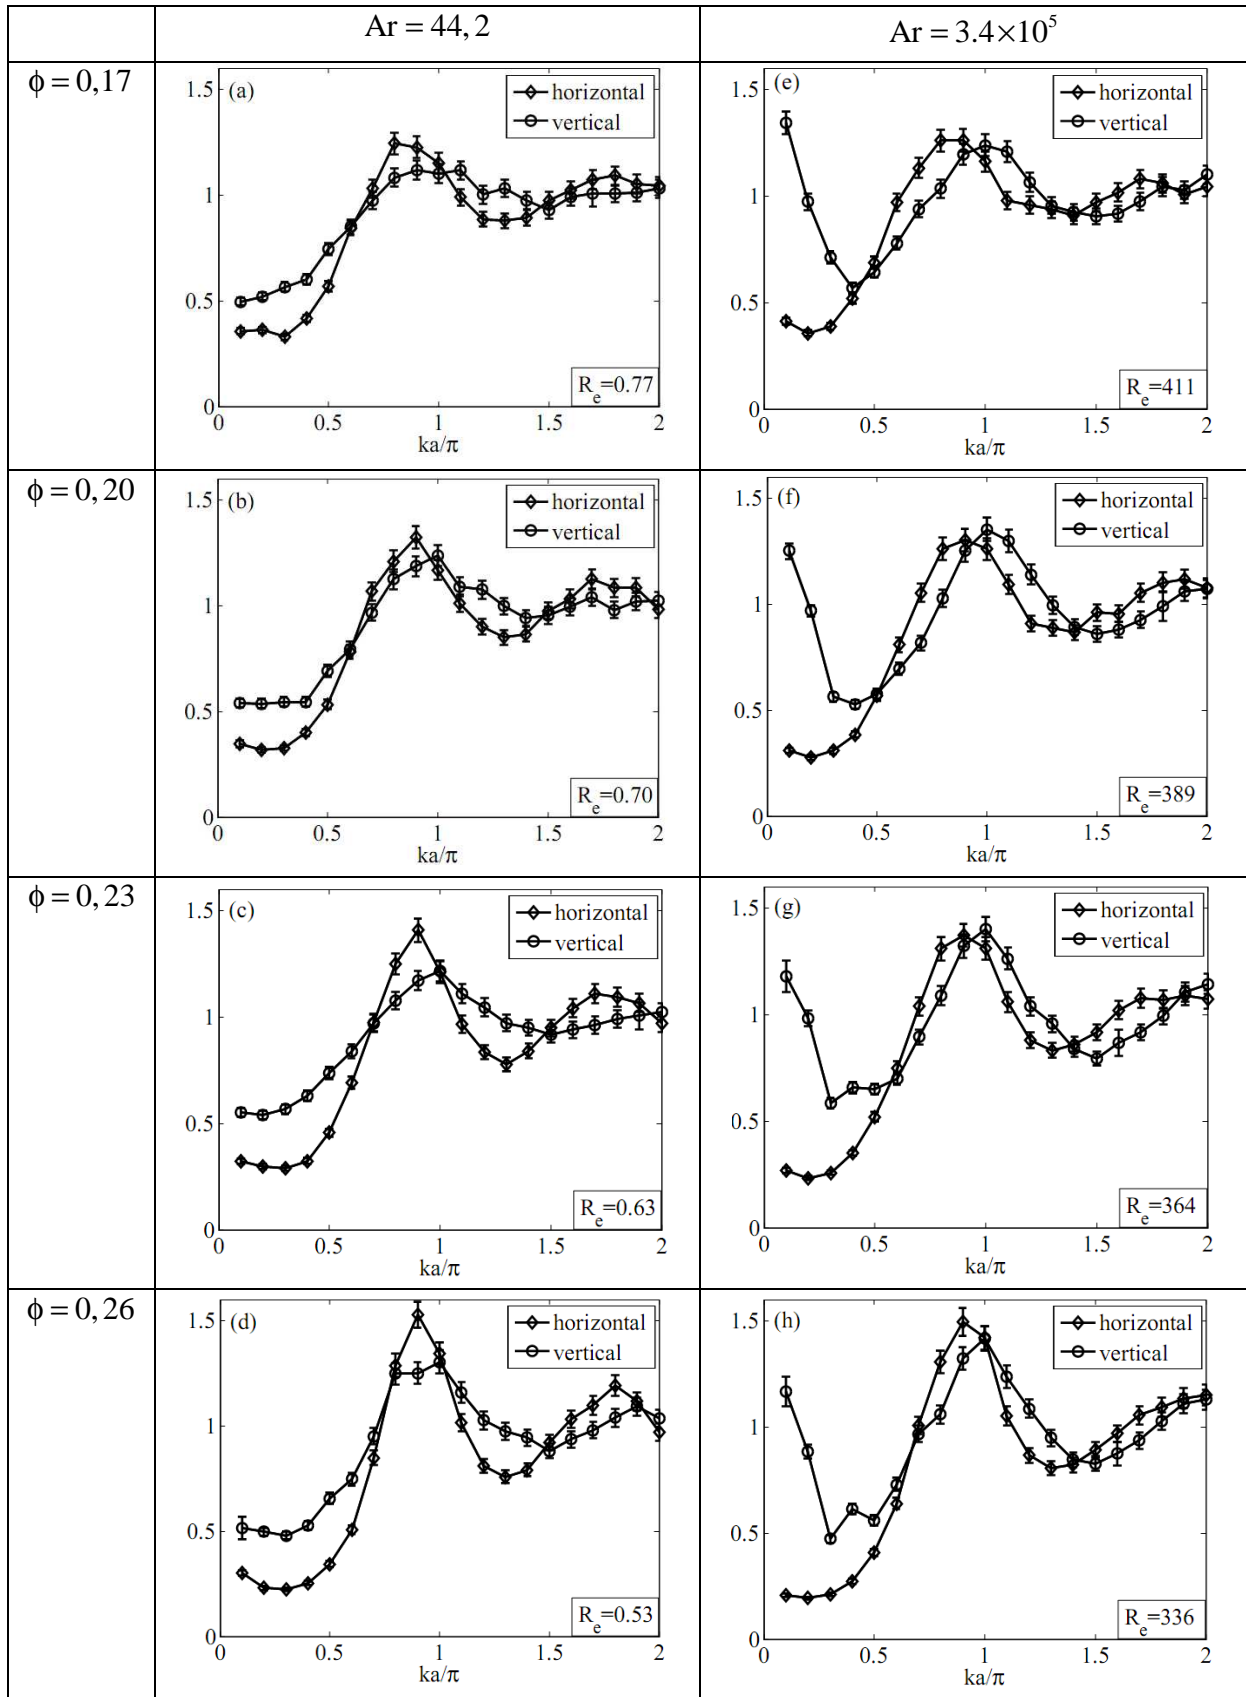 Ar = 44, 2
Ar = 3.4×10⁵
ϕ = 0,17
(a)
horizontal
vertical
1.5
1
0.5
0
R_e=0.77
0 0.5 1 1.5 2
ka/π
(e)
horizontal
vertical
1.5
1
0.5
0
R_e=411
0 0.5 1 1.5 2
ka/π
ϕ = 0,20
(b)
horizontal
vertical
1.5
1
0.5
0
R_e=0.70
0 0.5 1 1.5 2
ka/π
(f)
horizontal
vertical
1.5
1
0.5
0
R_e=389
0 0.5 1 1.5 2
ka/π
ϕ = 0,23
(c)
horizontal
vertical
1.5
1
0.5
0
R_e=0.63
0 0.5 1 1.5 2
ka/π
(g)
horizontal
vertical
1.5
1
0.5
0
R_e=364
0 0.5 1 1.5 2
ka/π
ϕ = 0,26
(d)
horizontal
vertical
1.5
1
0.5
0
R_e=0.53
0 0.5 1 1.5 2
ka/π
(h)
horizontal
vertical
1.5
1
0.5
0
R_e=336
0 0.5 1 1.5 2
ka/π